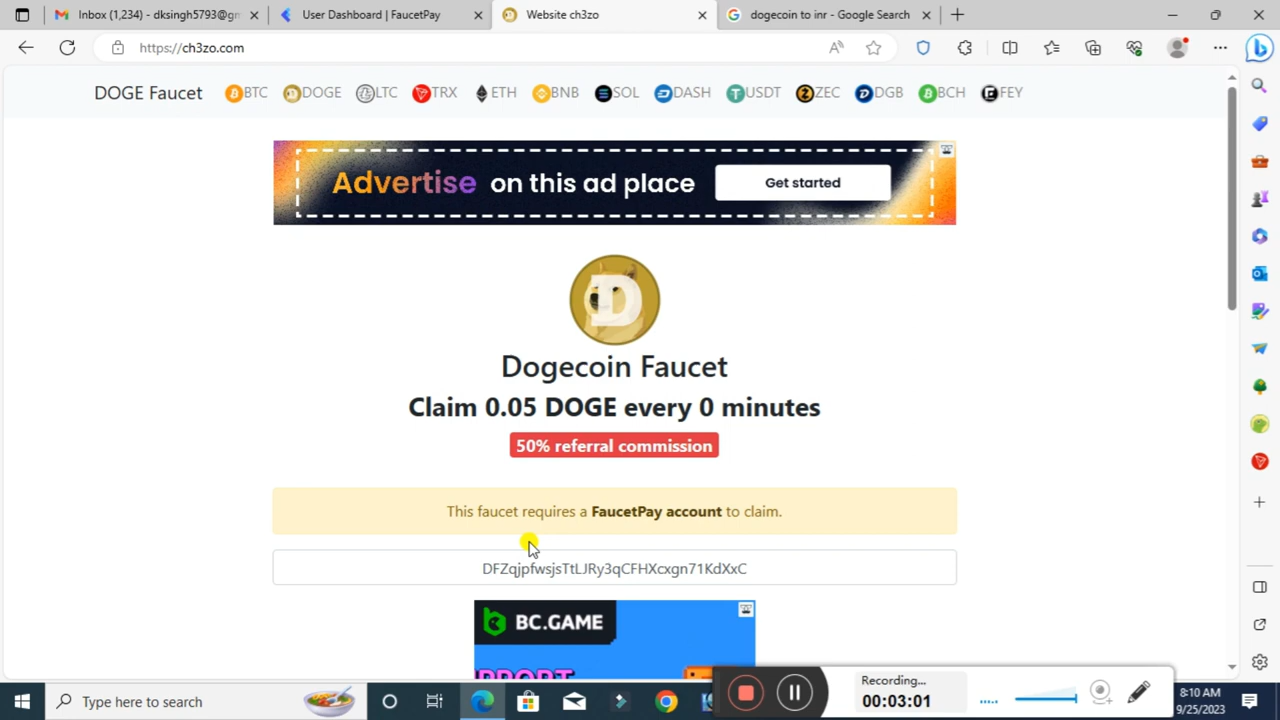 Inbox (1,234) - dksingh5793@gm
User Dashboard | FaucetPay
Website ch3zo
dogecoin to inr - Google Search
https://ch3zo.com
DOGE Faucet
BTC
DOGE
LTC
TRX
ETH
BNB
SOL
DASH
USDT
ZEC
DGB
BCH
FEY
Advertise on this ad place
Get started
Dogecoin Faucet
Claim 0.05 DOGE every 0 minutes
50% referral commission
This faucet requires a FaucetPay account to claim.
DFZqjpfwsjsTtLJRy3qCFHXcxgn71KdXxC
BC.GAME
Recording...
00:03:01
Type here to search
8:10 AM
9/25/2023